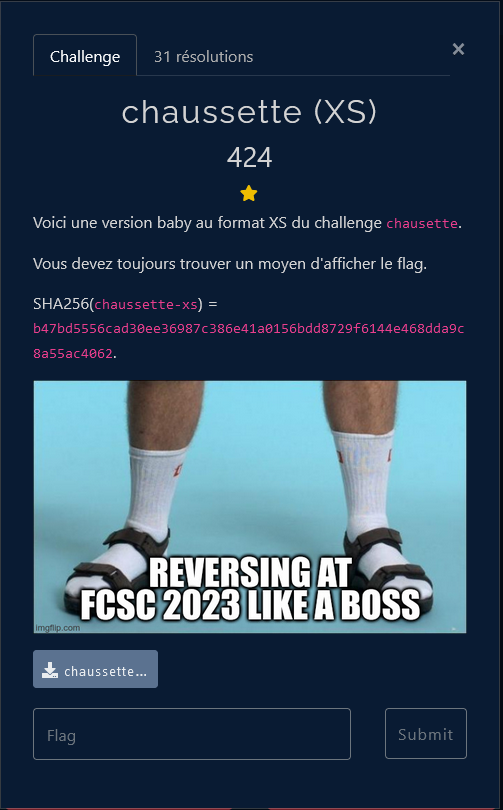 Challenge
31 résolutions
×
chaussette (XS)
424
Voici une version baby au format XS du challenge chausette.
Vous devez toujours trouver un moyen d'afficher le flag.
SHA256(chaussette-xs) =
b47bd5556cad30ee36987c386e41a0156bdd8729f6144e468dda9c
8a55ac4062.
REVERSING AT
FCSC 2023 LIKE A BOSS
imgflip.com
chaussette...
Flag
Submit